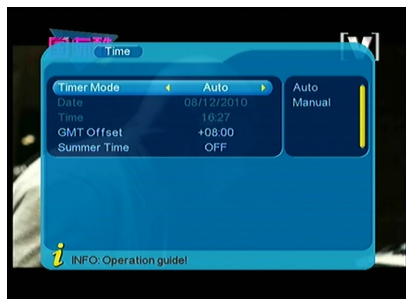 [V]
Time
Timer Mode Auto
Date 08/12/2010
Time 16:27
GMT Offset +08:00
Summer Time OFF
Auto
Manual
i INFO: Operation guide!